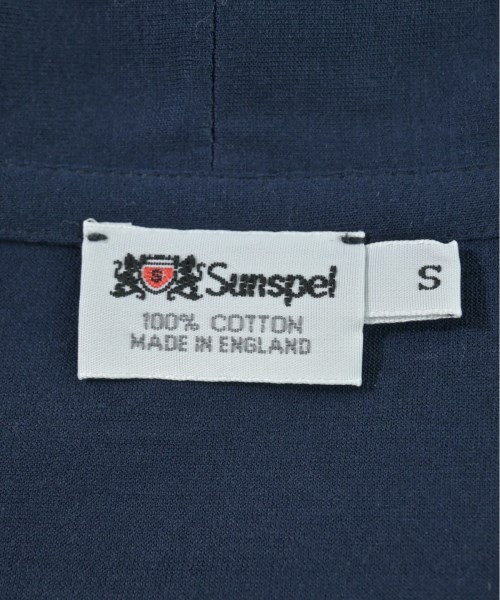 S Sunspel
100% COTTON
MADE IN ENGLAND
S